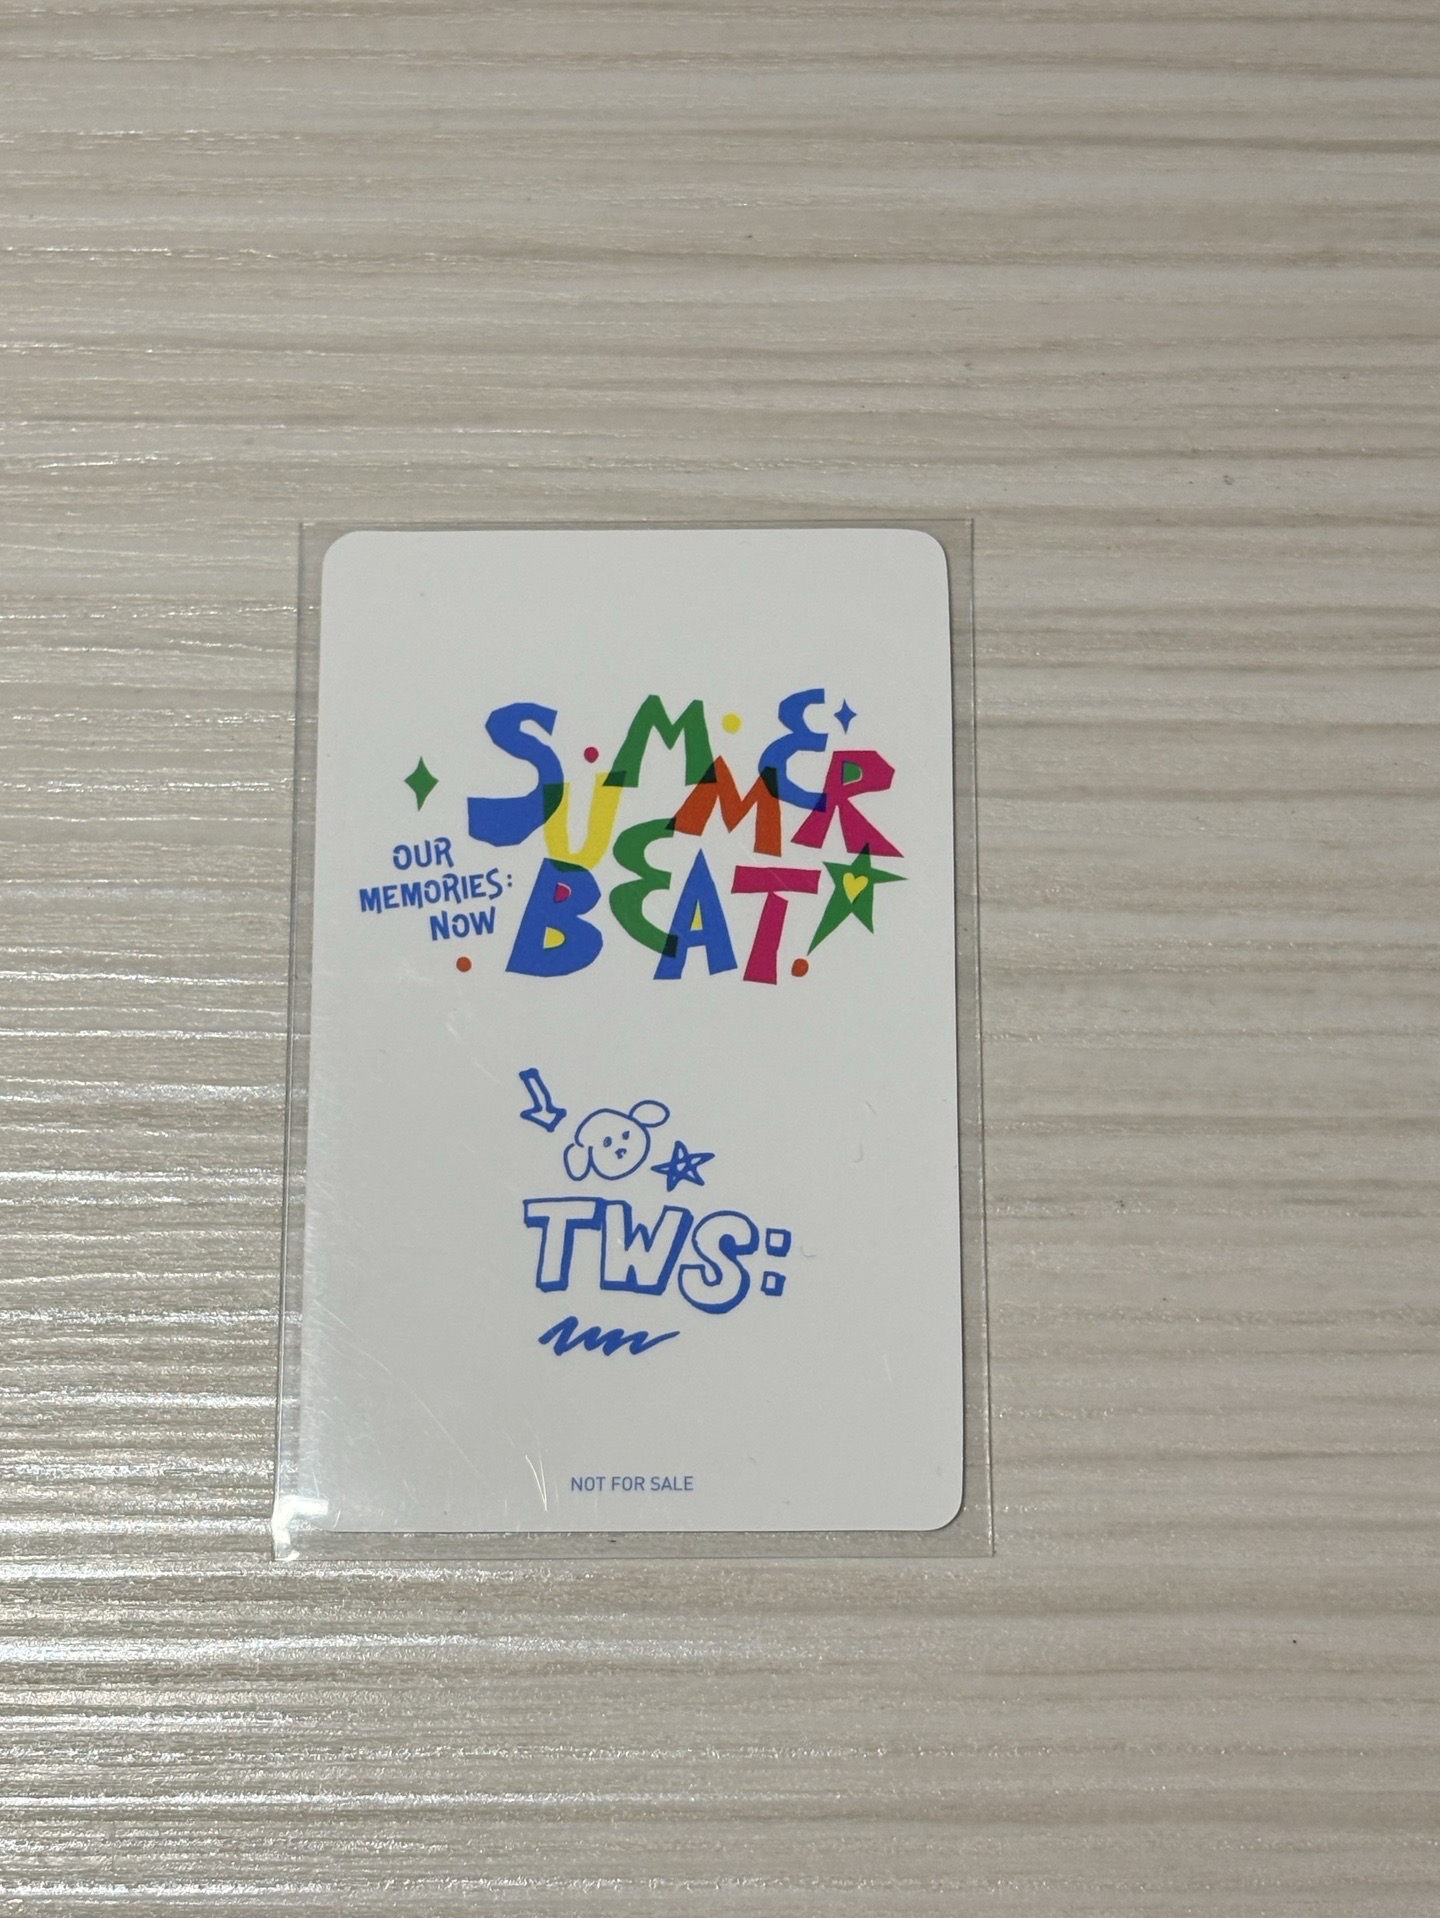 SUMMER
OUR
MEMORIES:
NOW
BEAT!
TWS:
NOT FOR SALE